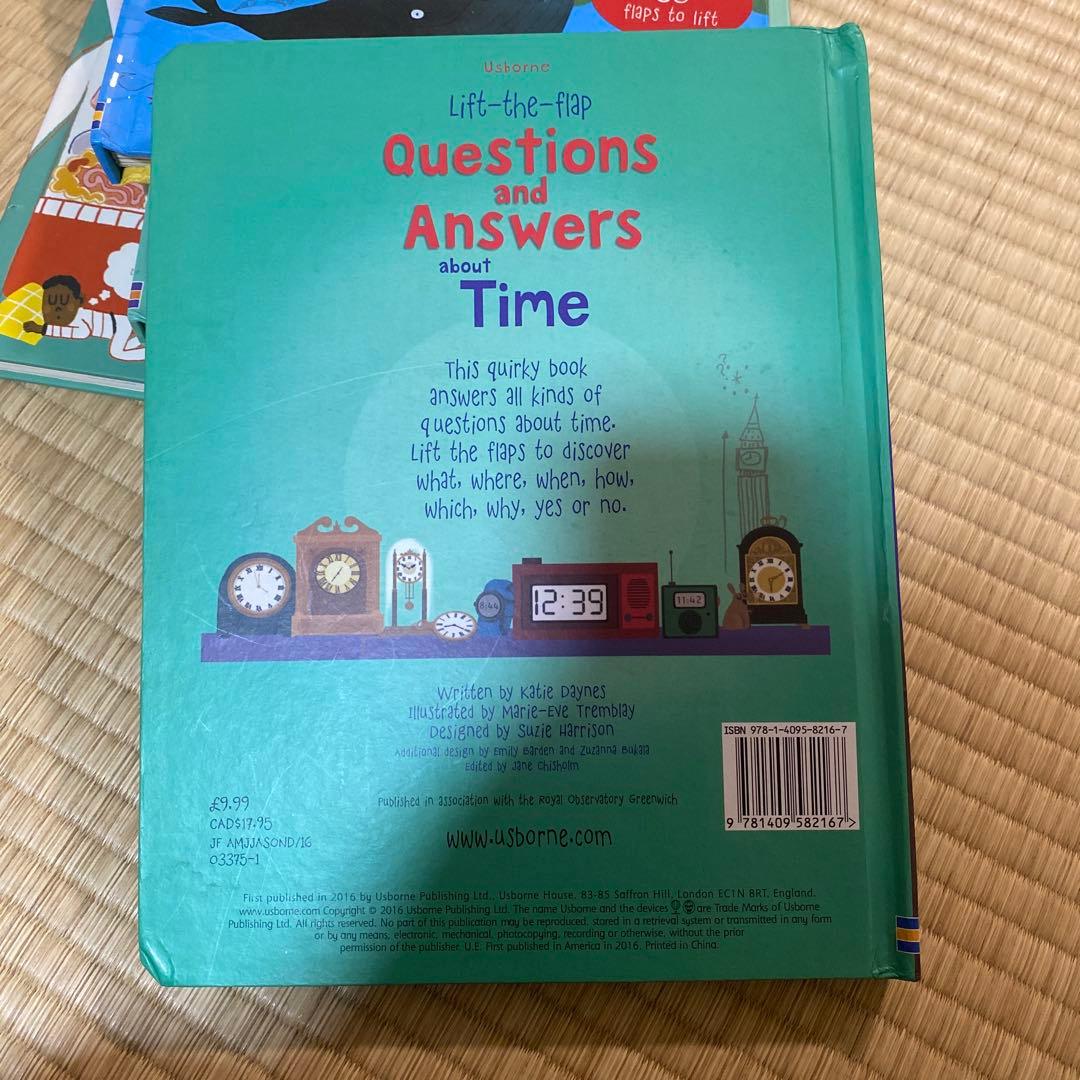 flaps to lift
Usborne
Lift-the-flap
Questions
and
Answers
about
Time
This quirky book
answers all kinds of
questions about time.
Lift the flaps to discover
what, where, when, how,
which, why, yes or no.
8:44
12:39
11:42
Written by Katie Daynes
Illustrated by Marie-Eve Tremblay
Designed by Suzie Harrison
Additional design by Emily Barden and Zuzanna Bukala
Edited by Jane Chisholm
ISBN 978-1-4095-8216-7
9 781409 582167 >
£9.99
CAD$17.95
JF AMJJASOND/16
03375-1
Published in association with the Royal Observatory Greenwich
www.usborne.com
First published in 2016 by Usborne Publishing Ltd., Usborne House, 83-85 Saffron Hill, London EC1N 8RT, England.
www.usborne.com Copyright © 2016 Usborne Publishing Ltd. The name Usborne and the devices are Trade Marks of Usborne
Publishing Ltd. All rights reserved. No part of this publication may be reproduced, stored in a retrieval system or transmitted in any form
or by any means, electronic, mechanical, photocopying, recording or otherwise, without the prior
permission of the publisher. U.E. First published in America in 2016. Printed in China.